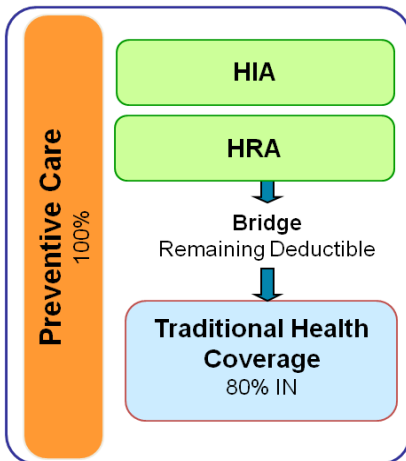 Preventive Care
100%
HIA
HRA
Bridge
Remaining Deductible
Traditional Health
Coverage
80% IN